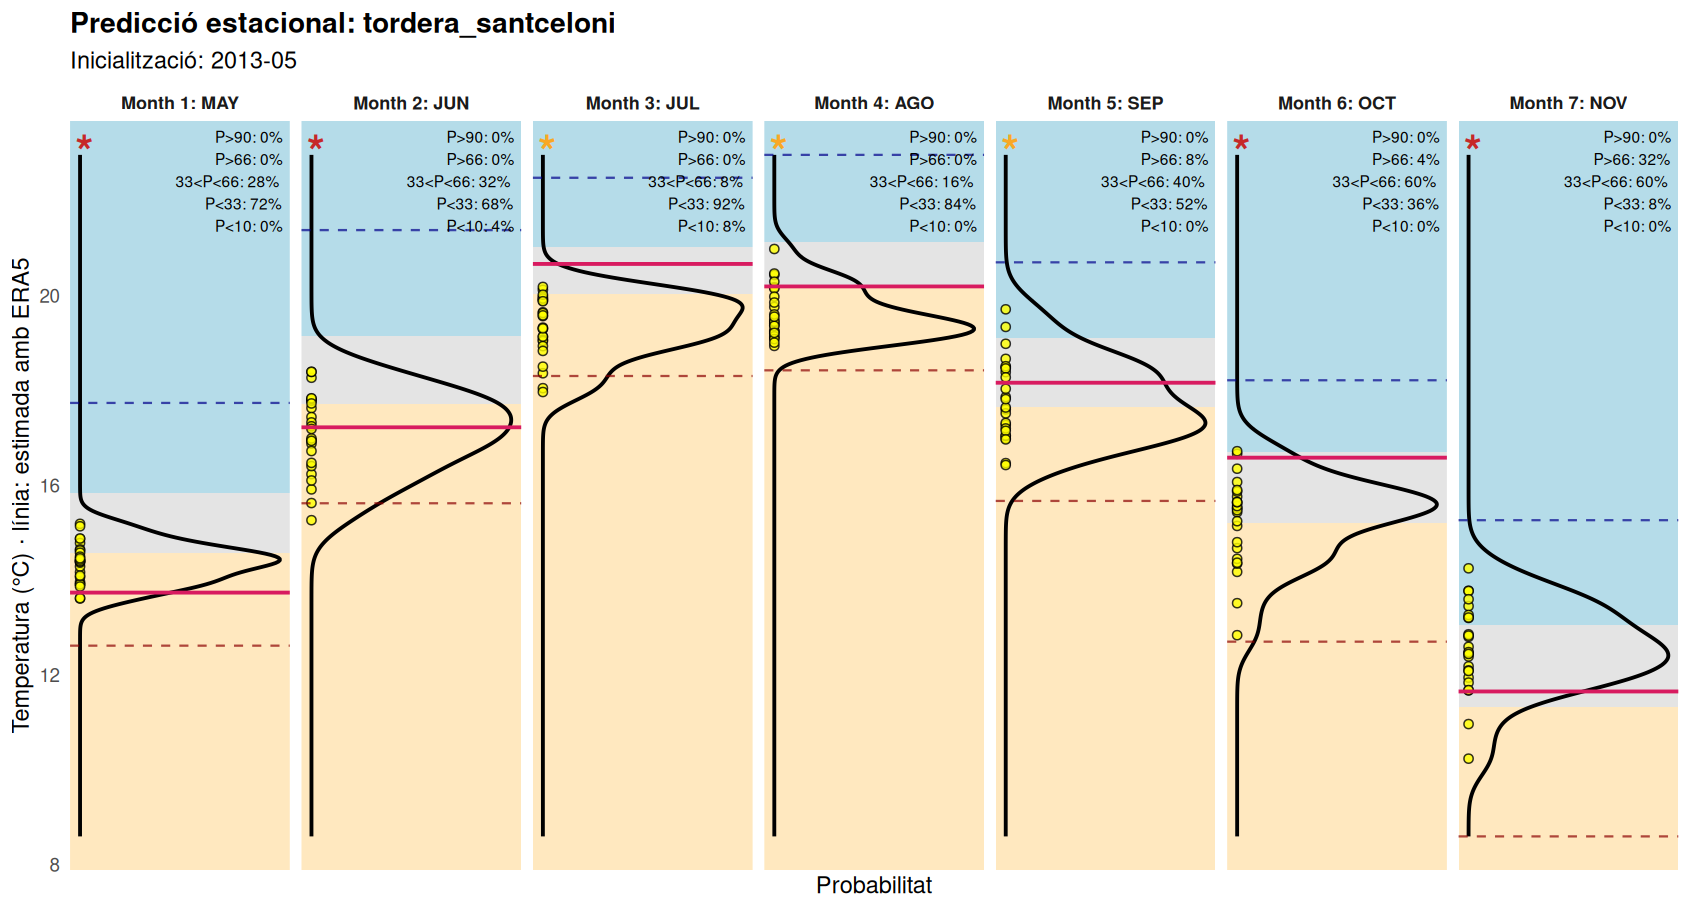 Predicció estacional: tordera_santceloni
Inicialització: 2013-05
Month 1: MAY
Month 2: JUN
Month 3: JUL
Month 4: AGO
Month 5: SEP
Month 6: OCT
Month 7: NOV
*
P>90: 0%
P>66: 0%
33<P<66: 28%
P<33: 72%
P<10: 0%
*
P>90: 0%
P>66: 0%
33<P<66: 32%
P<33: 68%
P<10: 4%
*
P>90: 0%
P>66: 0%
33<P<66: 8%
P<33: 92%
P<10: 8%
*
P>90: 0%
P>66: 0%
33<P<66: 16%
P<33: 84%
P<10: 0%
*
P>90: 0%
P>66: 8%
33<P<66: 40%
P<33: 52%
P<10: 0%
*
P>90: 0%
P>66: 4%
33<P<66: 60%
P<33: 36%
P<10: 0%
*
P>90: 0%
P>66: 32%
33<P<66: 60%
P<33: 8%
P<10: 0%
Temperatura (°C) · línia: estimada amb ERA5
20
16
12
8
Probabilitat